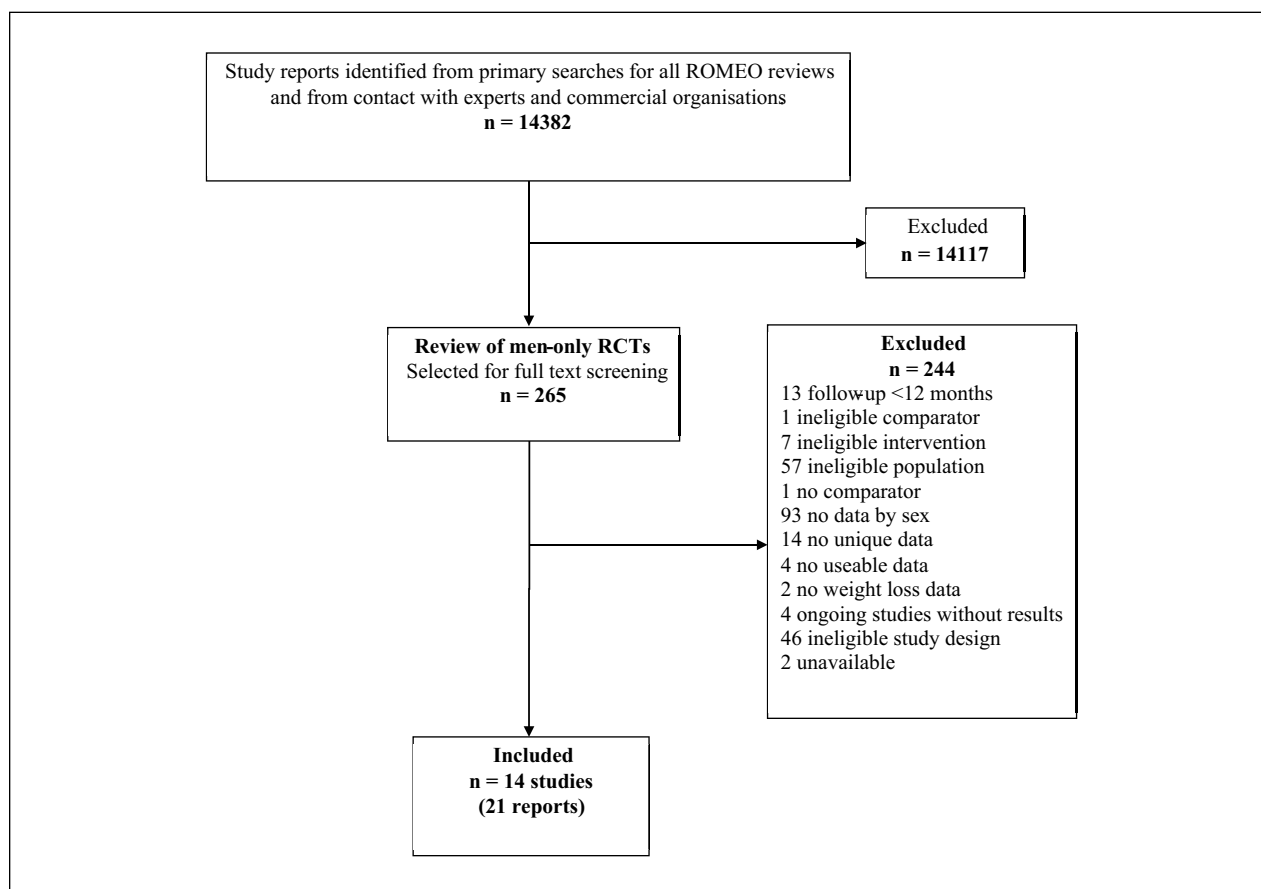 Study reports identified from primary searches for all ROMEO reviews
and from contact with experts and commercial organisations
n = 14382
Excluded
n = 14117
Review of men-only RCTs
Selected for full text screening
n = 265
Excluded
n = 244
13 follow-up <12 months
1 ineligible comparator
7 ineligible intervention
57 ineligible population
1 no comparator
93 no data by sex
14 no unique data
4 no useable data
2 no weight loss data
4 ongoing studies without results
46 ineligible study design
2 unavailable
Included
n = 14 studies
(21 reports)